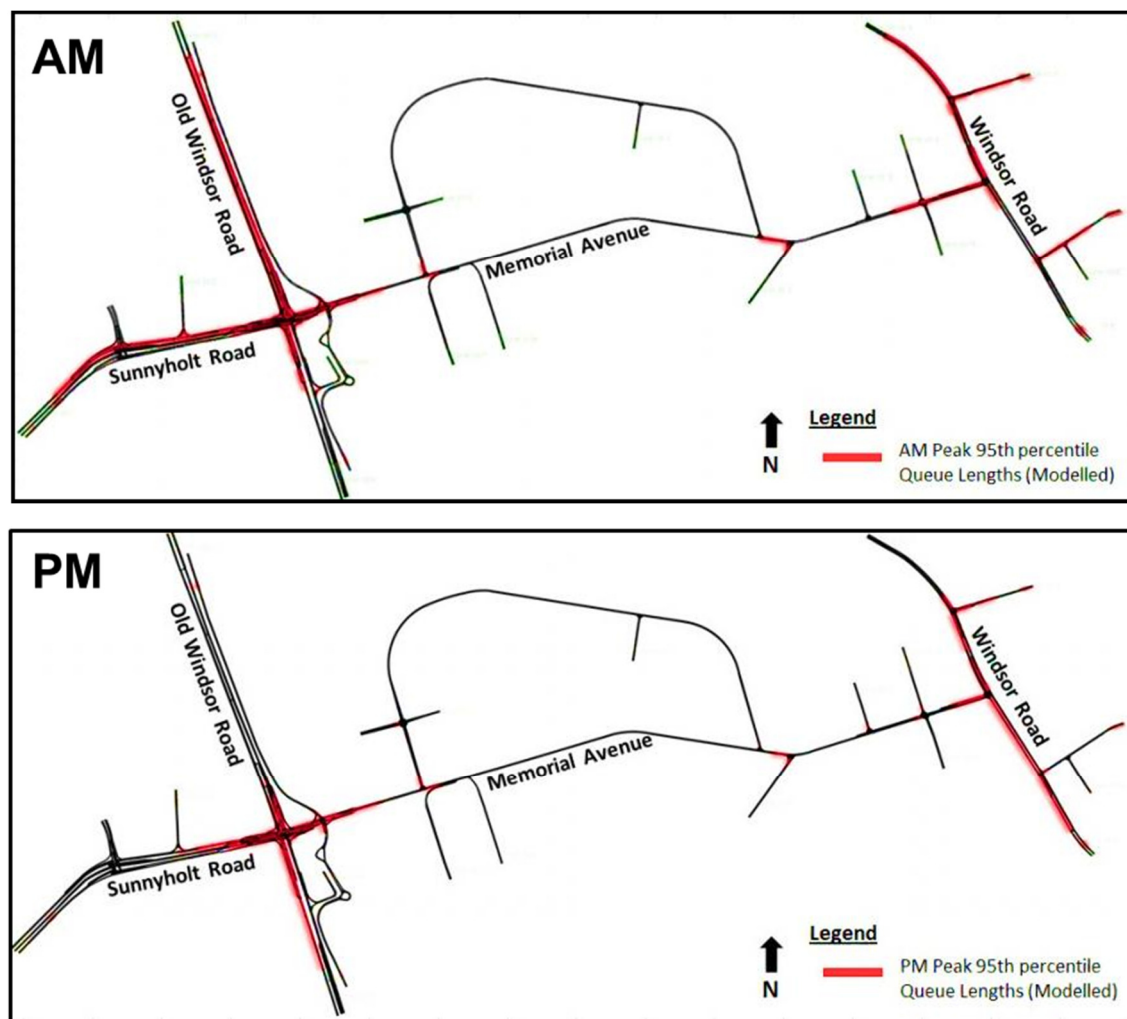 AM
Old Windsor Road
Windsor Road
Memorial Avenue
Sunnyholt Road
Legend
N
AM Peak 95th percentile
Queue Lengths (Modelled)
PM
Old Windsor Road
Windsor Road
Memorial Avenue
Sunnyholt Road
Legend
N
PM Peak 95th percentile
Queue Lengths (Modelled)